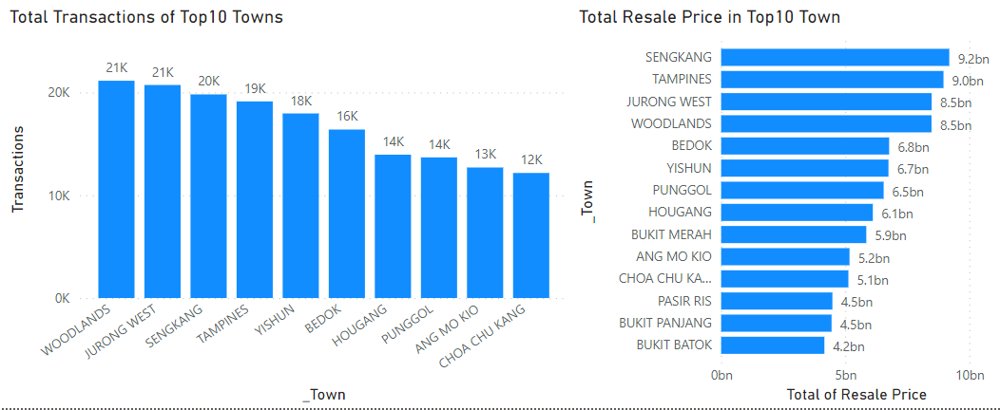 Total Transactions of Top10 Towns
Transactions
20K
10K
0K
21K
21K
20K
19K
18K
16K
14K
14K
13K
12K
WOODLANDS
JURONG WEST
SENGKANG
TAMPINES
YISHUN
BEDOK
HOUGANG
PUNGGOL
ANG MO KIO
CHOA CHU KANG
_Town
Total Resale Price in Top10 Town
_Town
SENGKANG 9.2bn
TAMPINES 9.0bn
JURONG WEST 8.5bn
WOODLANDS 8.5bn
BEDOK 6.8bn
YISHUN 6.7bn
PUNGGOL 6.5bn
HOUGANG 6.1bn
BUKIT MERAH 5.9bn
ANG MO KIO 5.2bn
CHOA CHU KA... 5.1bn
PASIR RIS 4.5bn
BUKIT PANJANG 4.5bn
BUKIT BATOK 4.2bn
0bn 5bn 10bn
Total of Resale Price